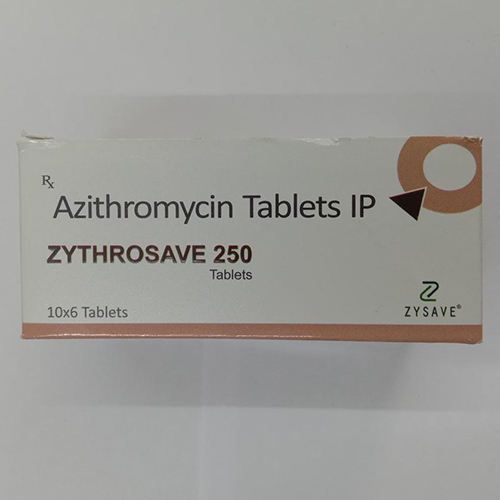 Rx
Azithromycin Tablets IP
ZYTHROSAVE 250
Tablets
10x6 Tablets
ZYSAVE®